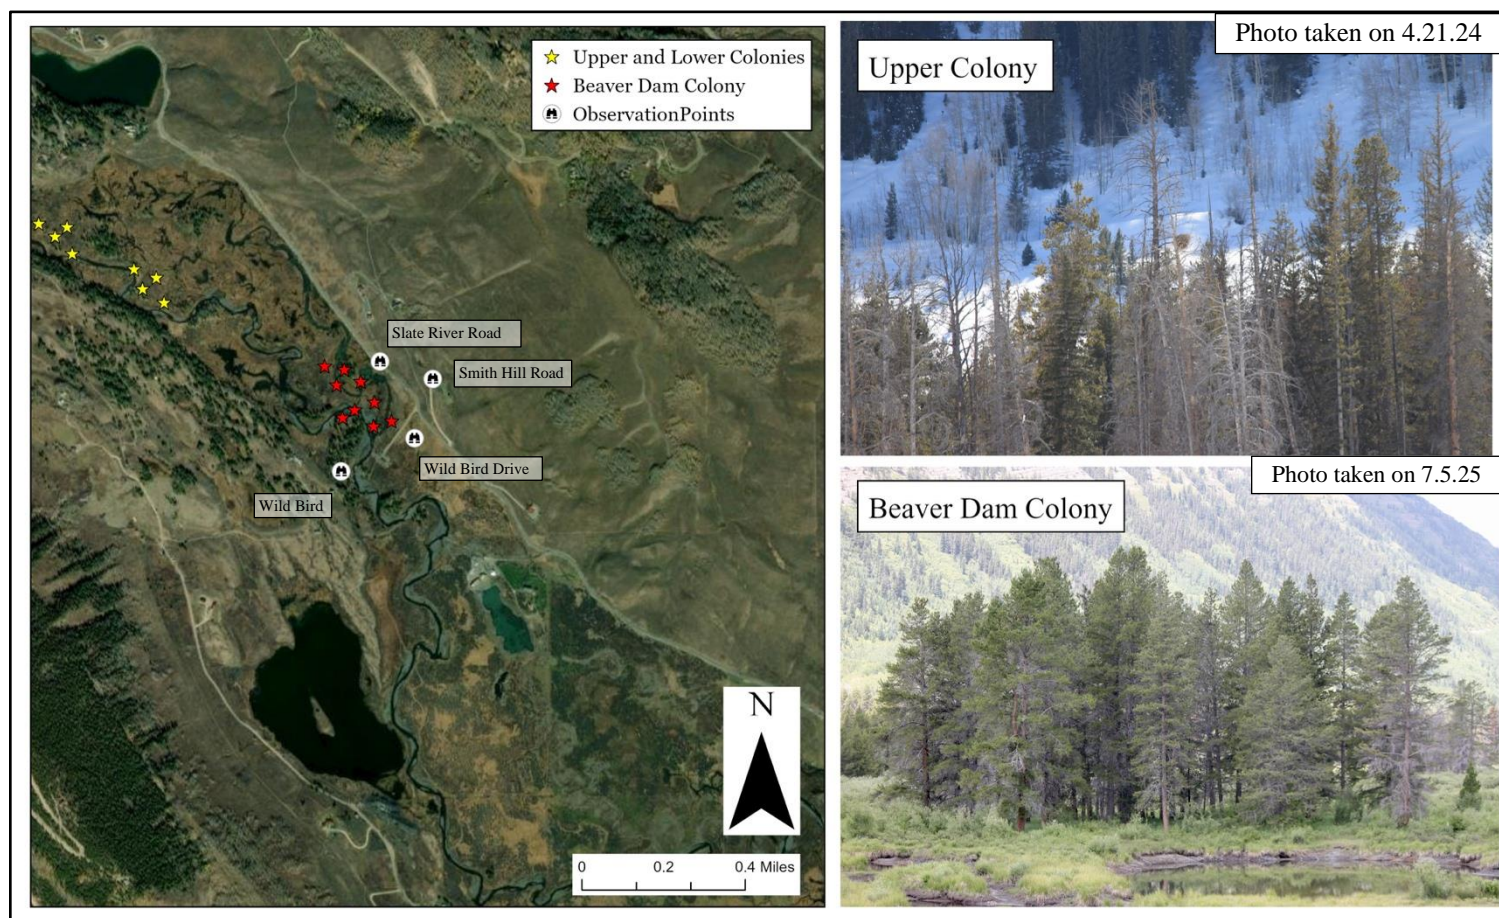 Upper and Lower Colonies
Beaver Dam Colony
ObservationPoints
Slate River Road
Smith Hill Road
Wild Bird Drive
Wild Bird
N
0 0.2 0.4 Miles
Photo taken on 4.21.24
Upper Colony
Photo taken on 7.5.25
Beaver Dam Colony